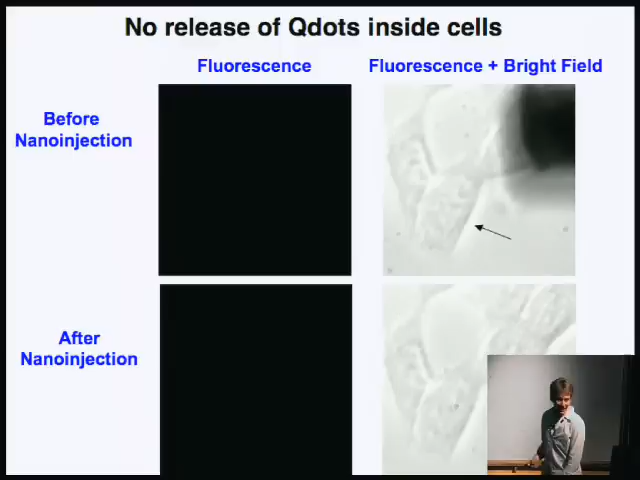 No release of Qdots inside cells
Fluorescence
Fluorescence + Bright Field
Before
Nanoinjection
After
Nanoinjection